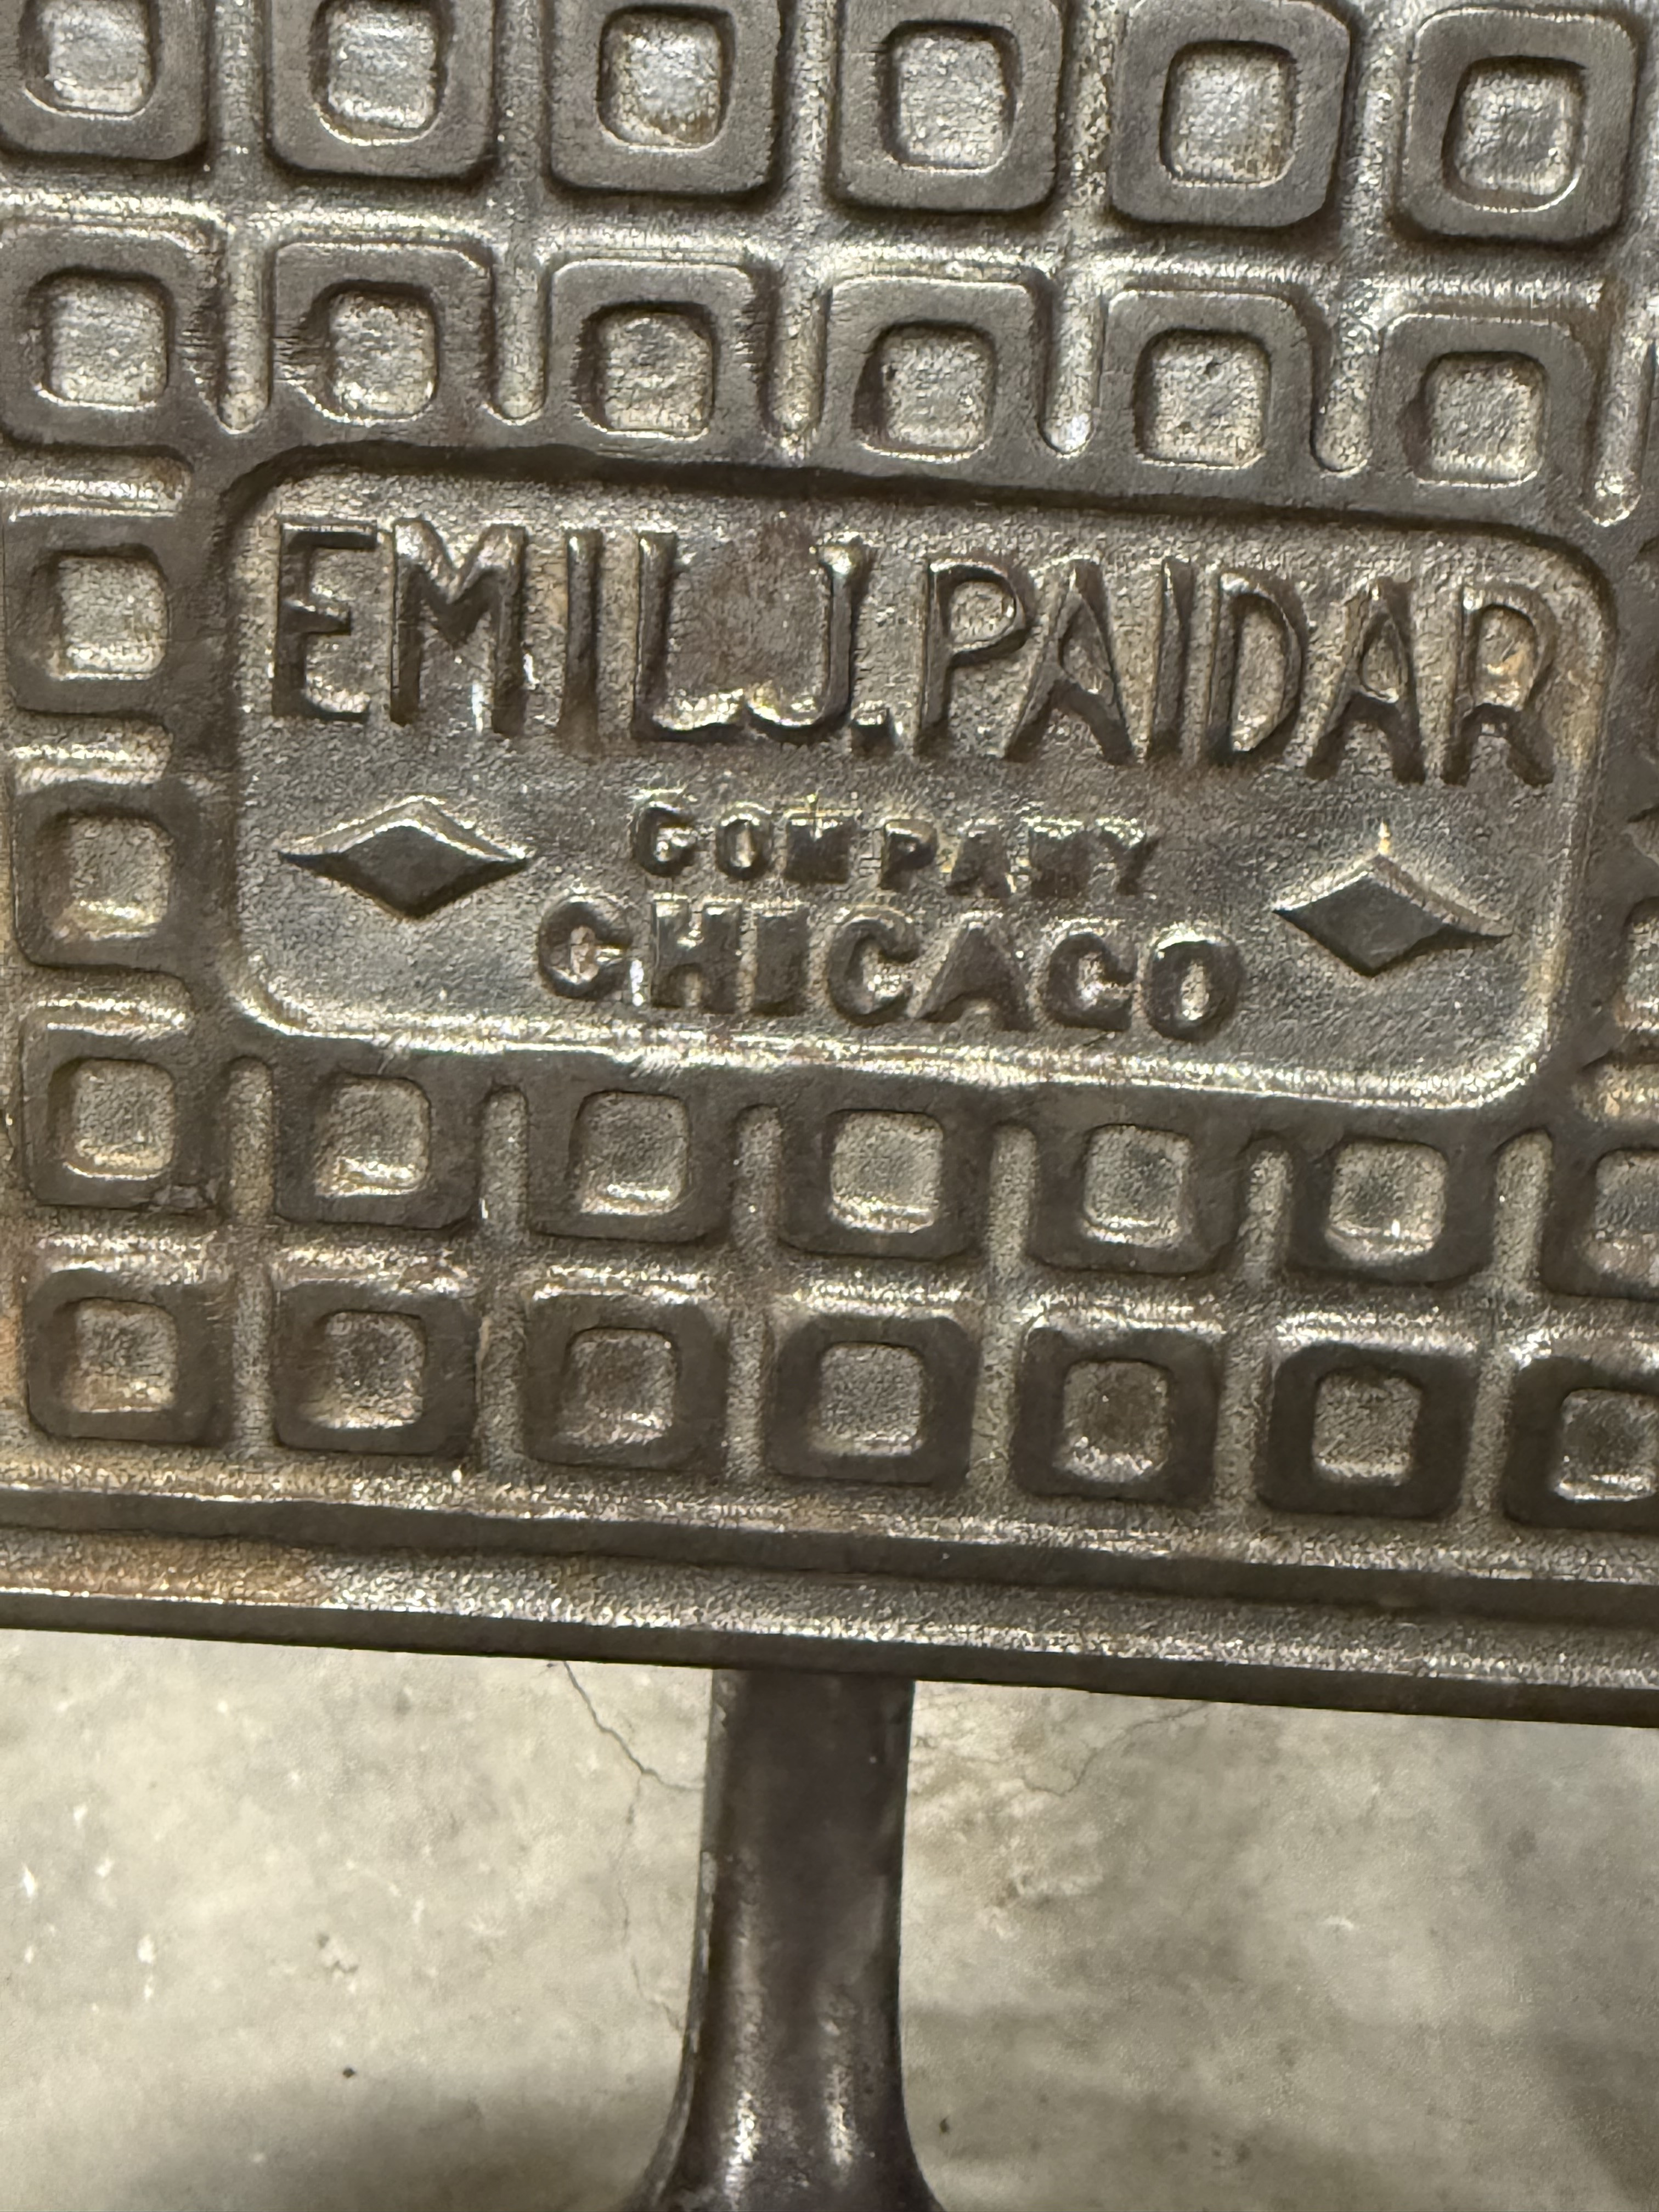 EMIL J. PAIDAR
COMPANY
CHICAGO